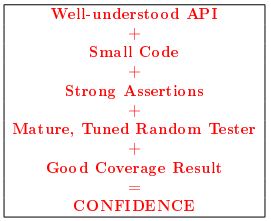 Well-understood API
+
Small Code
+
Strong Assertions
+
Mature, Tuned Random Tester
+
Good Coverage Result
=
CONFIDENCE